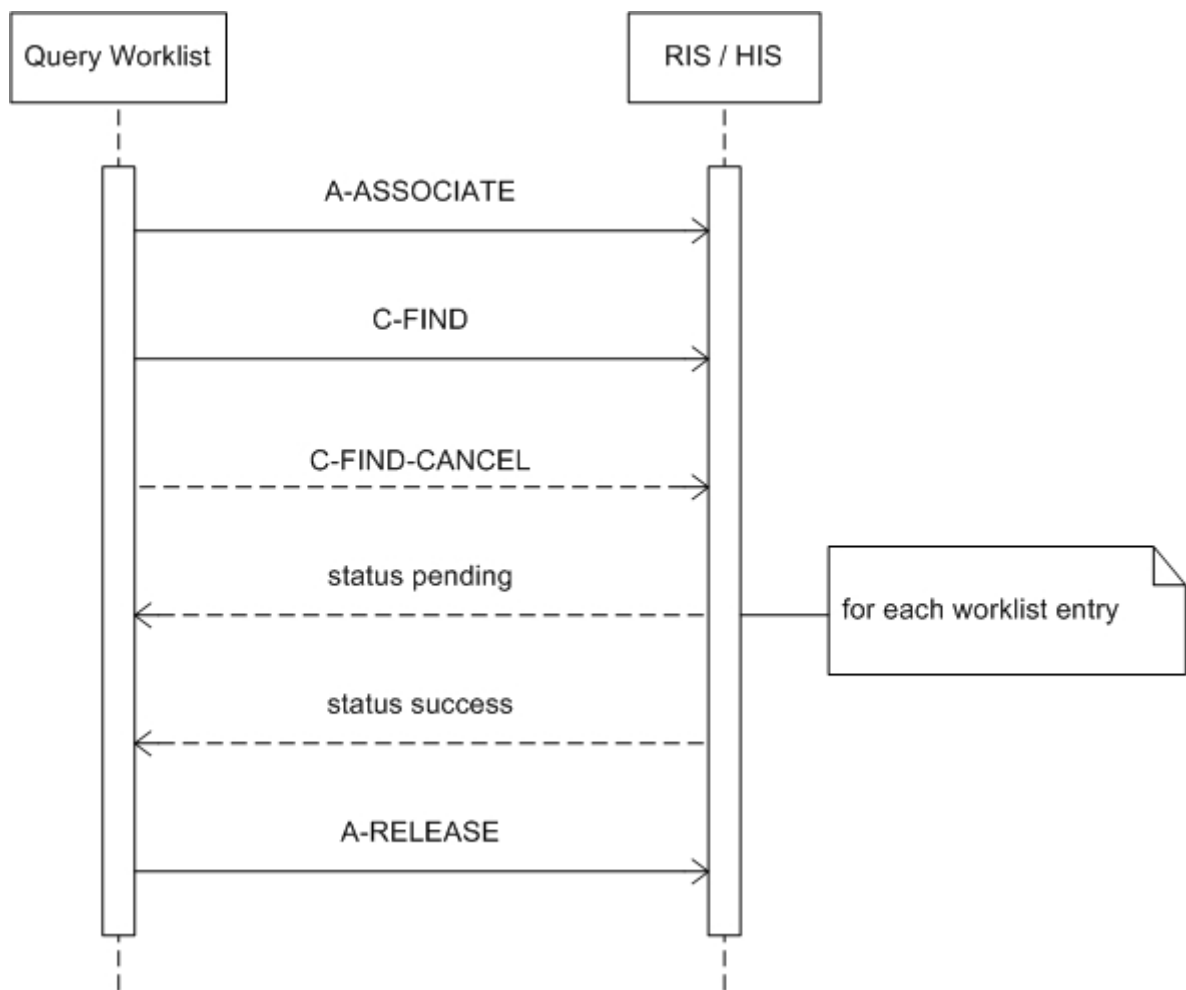 Query Worklist
RIS / HIS
A-ASSOCIATE
C-FIND
C-FIND-CANCEL
status pending
for each worklist entry
status success
A-RELEASE